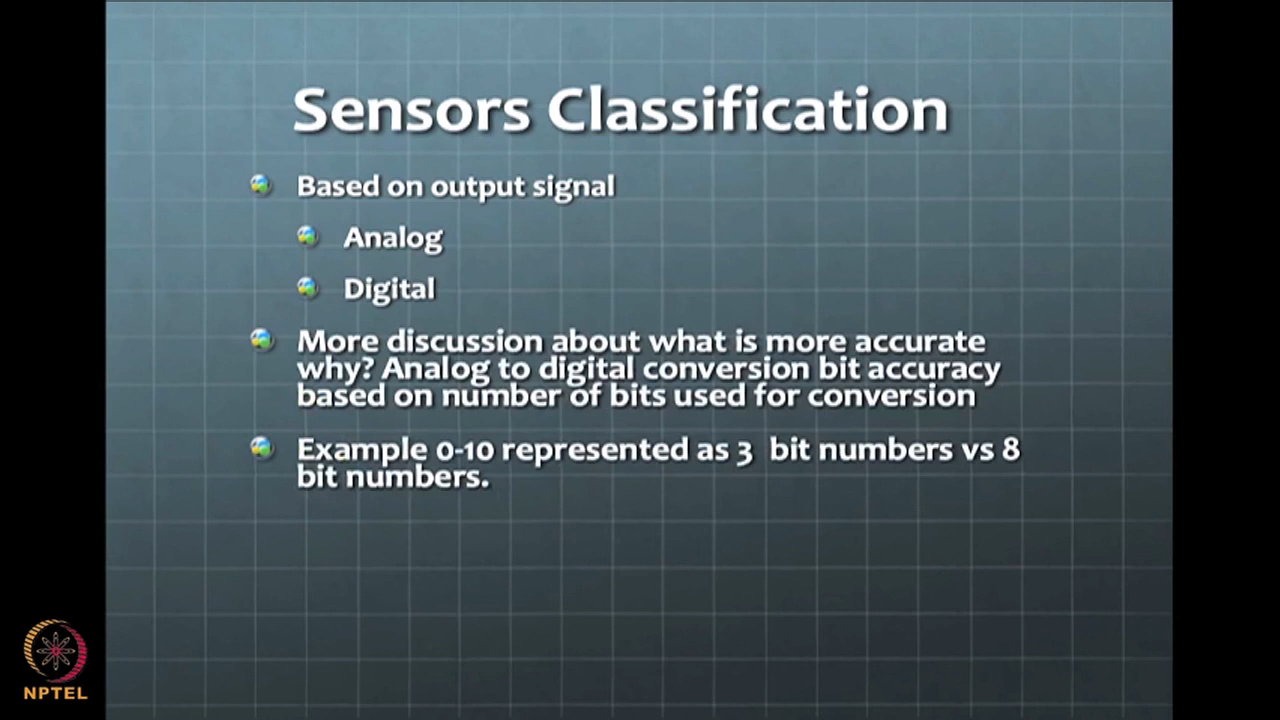 Sensors Classification
Based on output signal
Analog
Digital
More discussion about what is more accurate
why? Analog to digital conversion bit accuracy
based on number of bits used for conversion
Example 0-10 represented as 3 bit numbers vs 8
bit numbers.
NPTEL